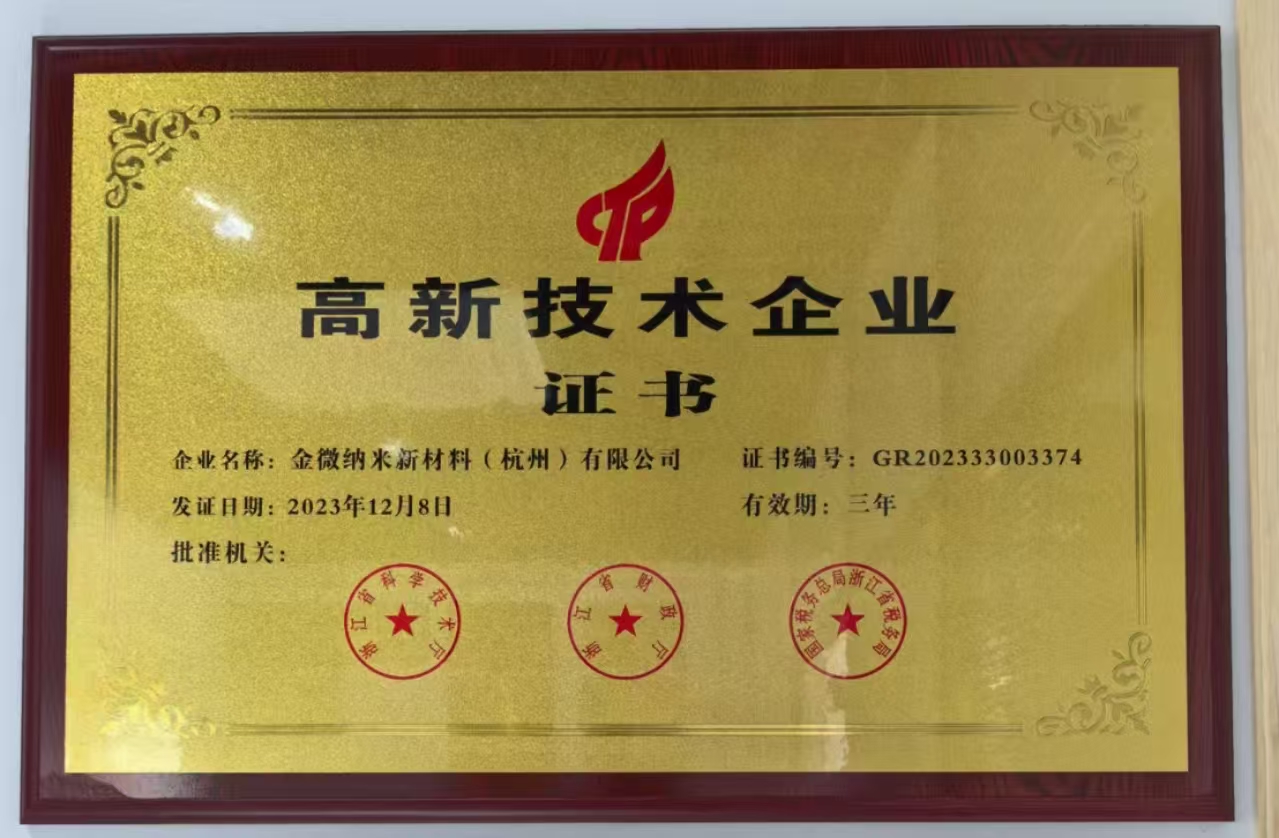 CTP
高新技术企业
证书
企业名称：金微纳米新材料（杭州）有限公司 证书编号：GR202333003374
发证日期：2023年12月8日 有效期：三年
批准机关：
浙江省科学技术厅 浙江省财政厅 国家税务总局浙江省税务局